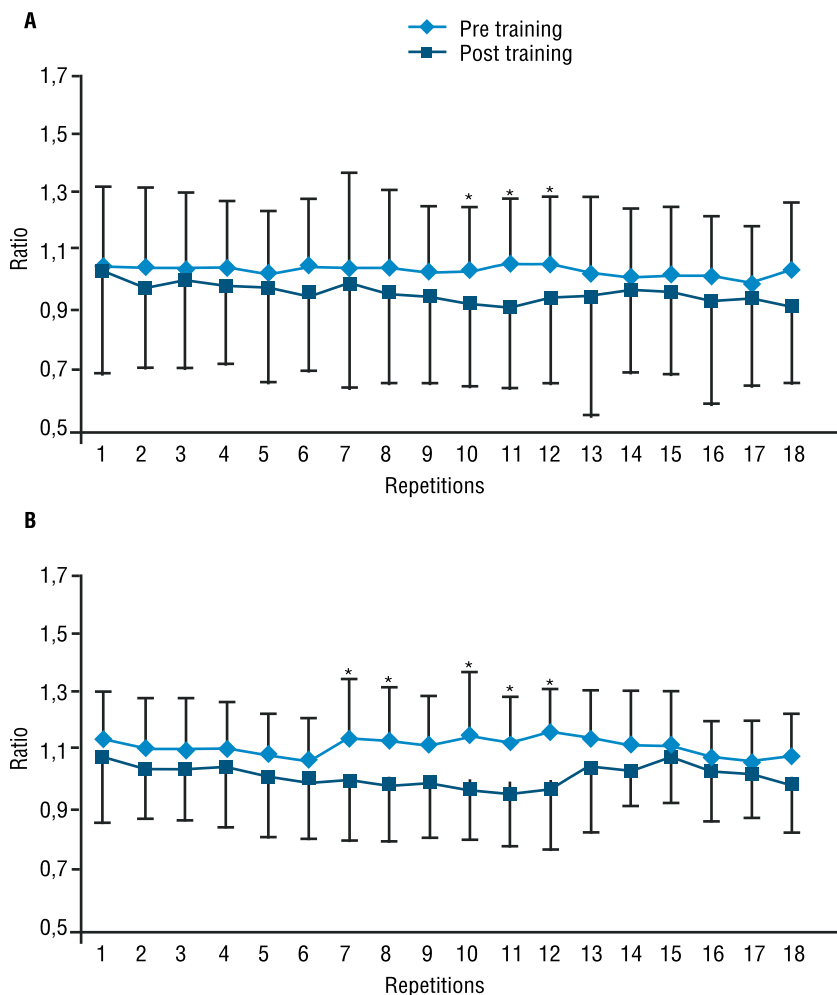 A
Pre training
Post training
1,7
1,5
1,3
* * *
1,1
0,9
0,7
0,5
Ratio
1 2 3 4 5 6 7 8 9 10 11 12 13 14 15 16 17 18
Repetitions
B
1,7
1,5
1,3
* * * * *
1,1
0,9
0,7
0,5
Ratio
1 2 3 4 5 6 7 8 9 10 11 12 13 14 15 16 17 18
Repetitions